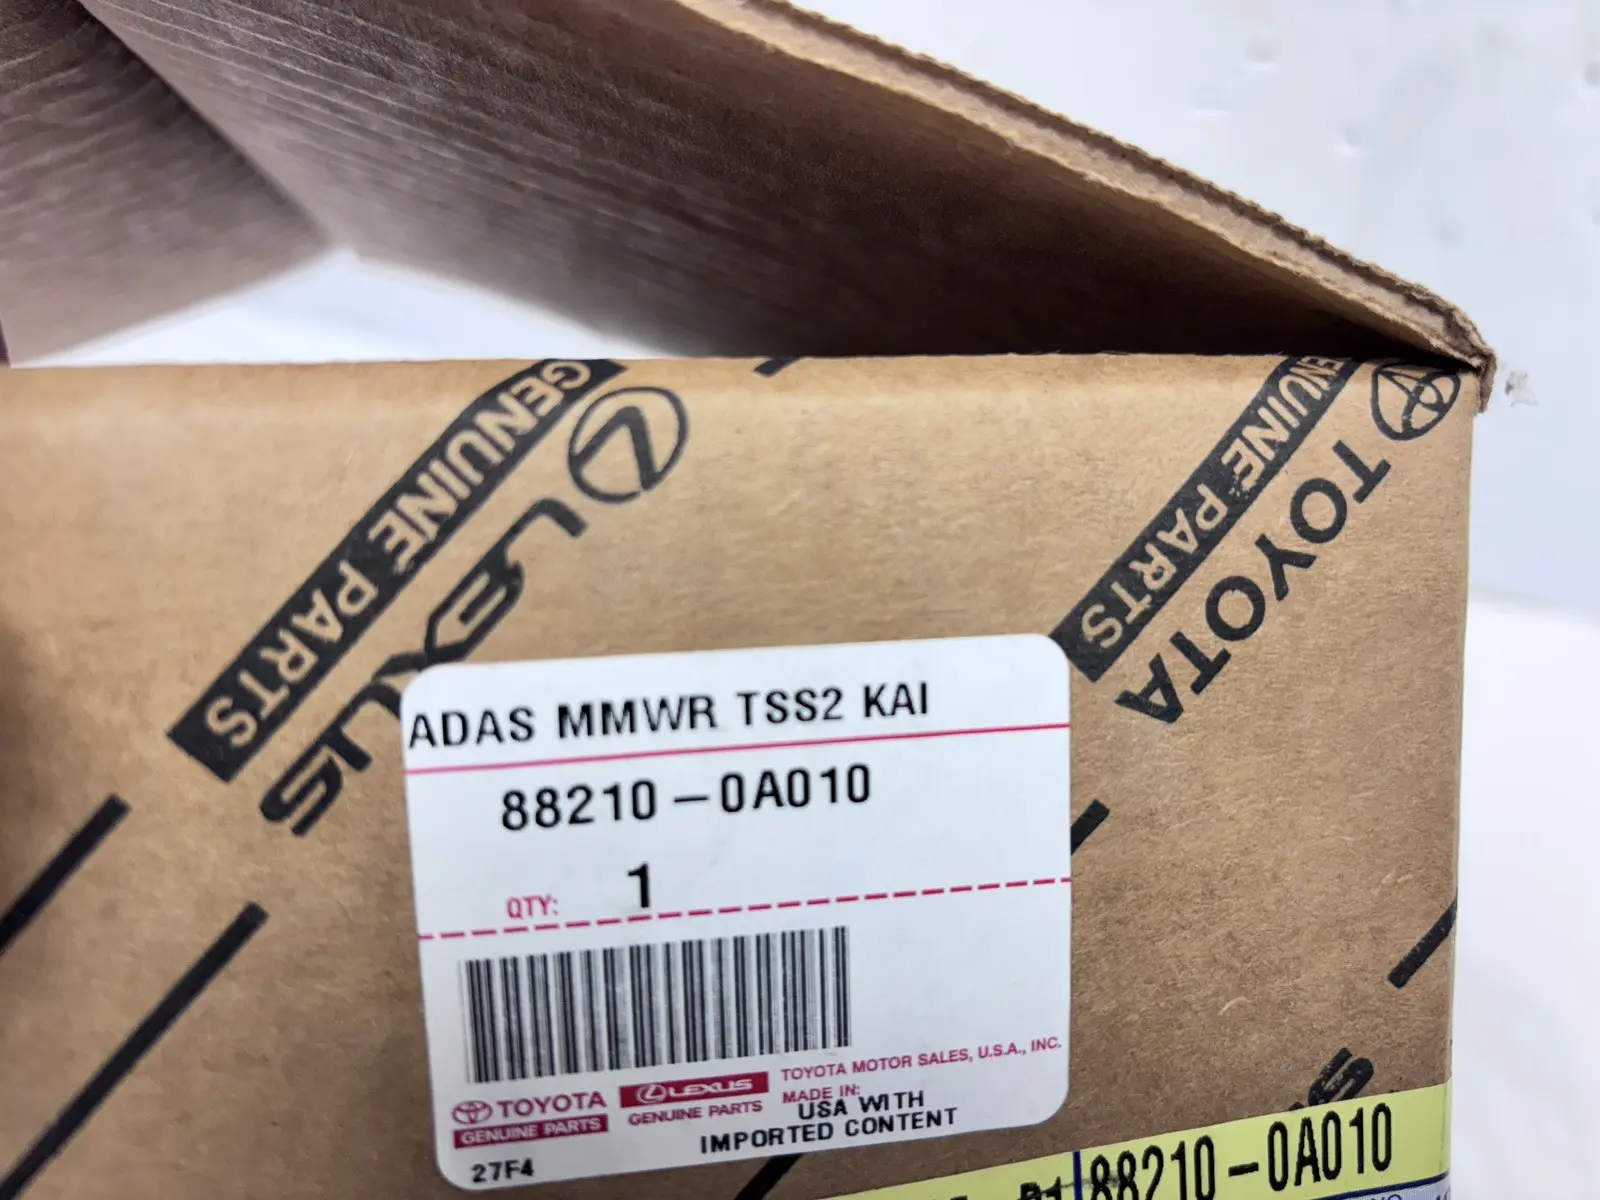 GENUINE PARTS
LEXUS
GENUINE PARTS
TOYOTA
ADAS MMWR TSS2 KAI
88210-0A010
QTY: 1
TOYOTA MOTOR SALES, U.S.A., INC.
TOYOTA
GENUINE PARTS
LEXUS
GENUINE PARTS
MADE IN:
USA WITH
IMPORTED CONTENT
27F4
88210-0A010